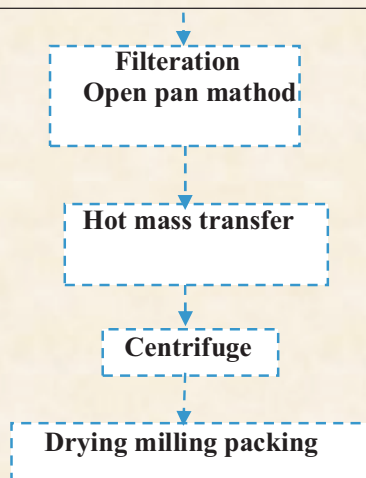 Filteration
Open pan mathod
Hot mass transfer
Centrifuge
Drying milling packing